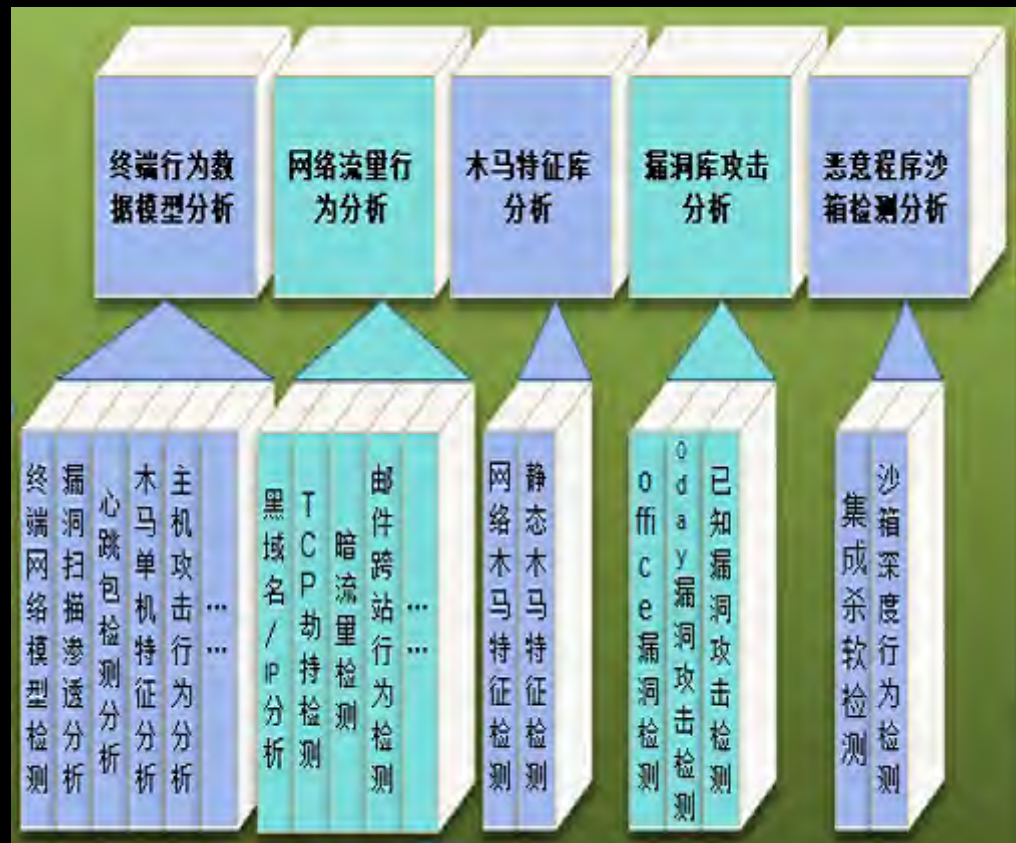 终端行为数
据模型分析
网络流里行
为分析
木马特征库
分析
漏洞库攻击
分析
恶意程序沙
箱检测分析
终端网络模型检测
漏洞扫描渗透分析
心跳包检测分析
木马单机特征分析
主机攻击行为分析
……
黑域名/IP分析
TCP劫持检测
暗流里检测
邮件跨站行为检测
……
网络木马特征检测
静态木马特征检测
office漏洞检测
0day漏洞攻击检测
已知漏洞攻击检测
集成杀软检测
沙箱深度行为检测